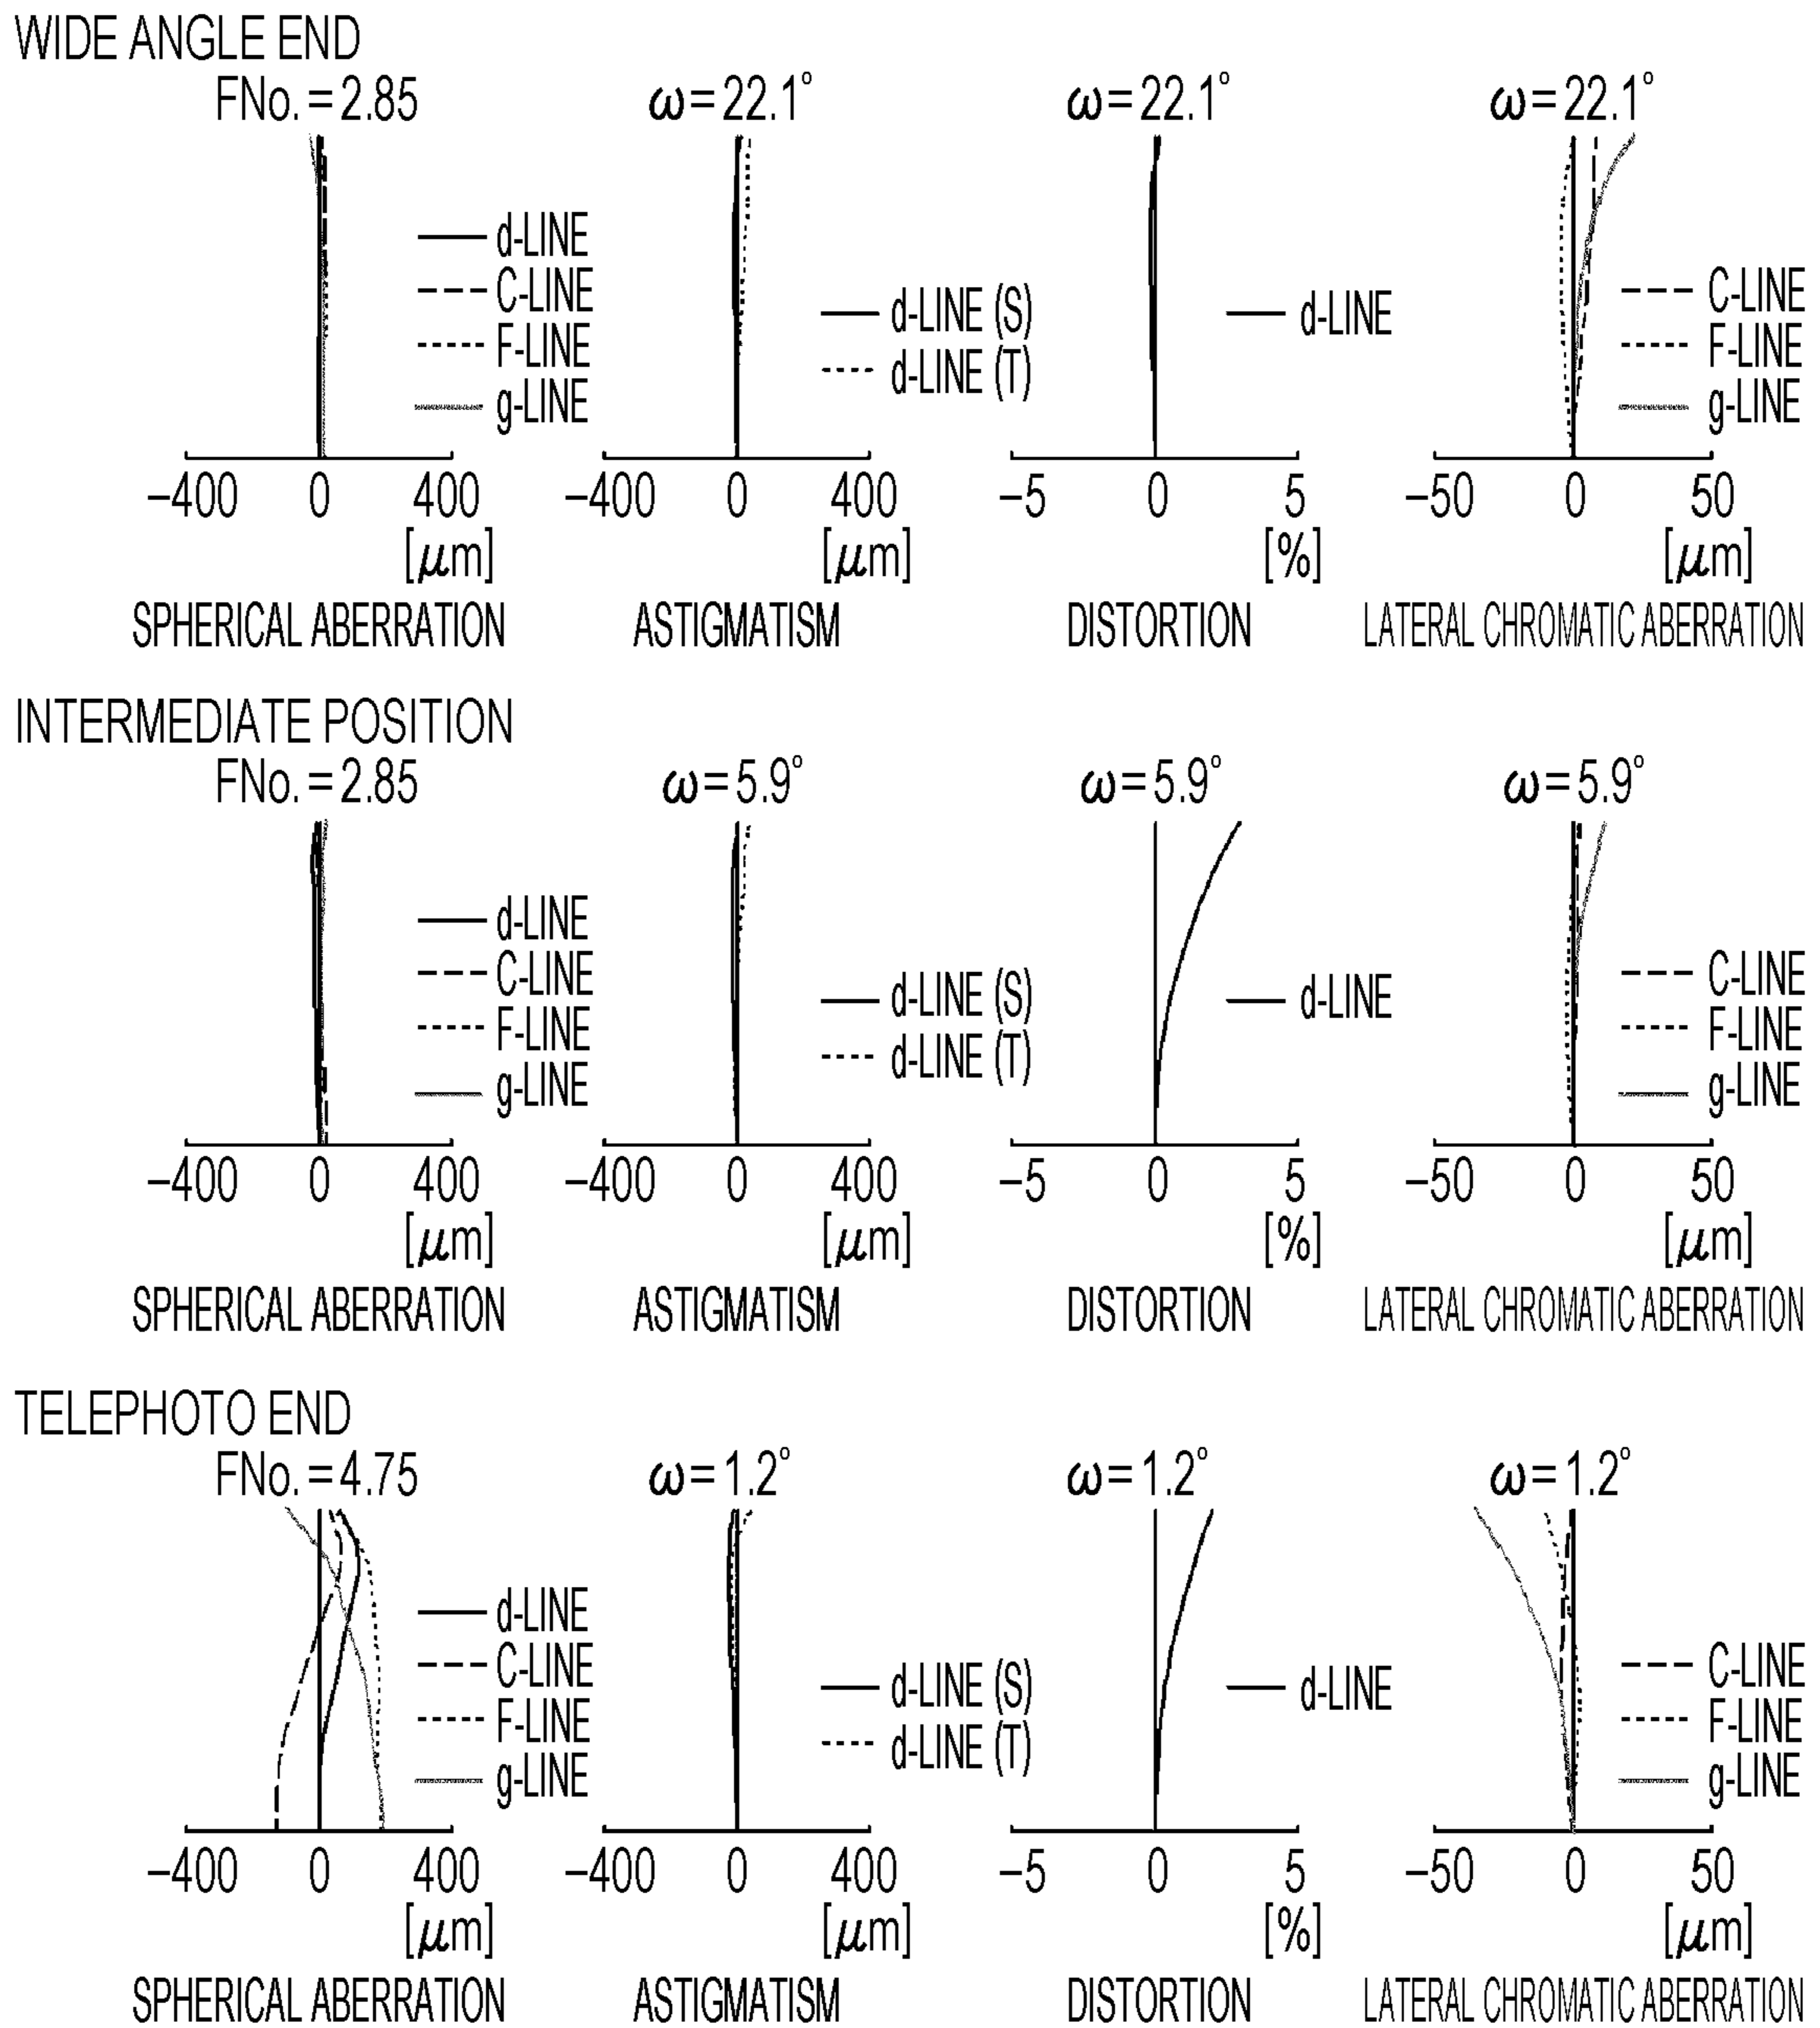 WIDE ANGLE END
FNo. = 2.85
ω = 22.1°
ω = 22.1°
ω = 22.1°
d-LINE
C-LINE
F-LINE
g-LINE
d-LINE (S)
d-LINE (T)
d-LINE
C-LINE
F-LINE
g-LINE
−400 0 400
−400 0 400
−5 0 5
−50 0 50
[μm]
[μm]
[%]
[μm]
SPHERICAL ABERRATION
ASTIGMATISM
DISTORTION
LATERAL CHROMATIC ABERRATION
INTERMEDIATE POSITION
FNo. = 2.85
ω = 5.9°
ω = 5.9°
ω = 5.9°
d-LINE
C-LINE
F-LINE
g-LINE
d-LINE (S)
d-LINE (T)
d-LINE
C-LINE
F-LINE
g-LINE
−400 0 400
−400 0 400
−5 0 5
−50 0 50
[μm]
[μm]
[%]
[μm]
SPHERICAL ABERRATION
ASTIGMATISM
DISTORTION
LATERAL CHROMATIC ABERRATION
TELEPHOTO END
FNo. = 4.75
ω = 1.2°
ω = 1.2°
ω = 1.2°
d-LINE
C-LINE
F-LINE
g-LINE
d-LINE (S)
d-LINE (T)
d-LINE
C-LINE
F-LINE
g-LINE
−400 0 400
−400 0 400
−5 0 5
−50 0 50
[μm]
[μm]
[%]
[μm]
SPHERICAL ABERRATION
ASTIGMATISM
DISTORTION
LATERAL CHROMATIC ABERRATION